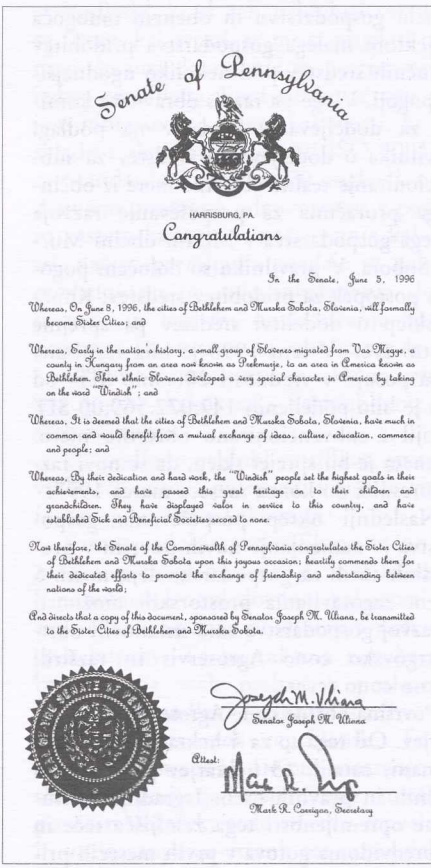 Senate of Pennsylvania
HARRISBURG, PA.
Congratulations
In the Senate, June 5, 1996
Whereas, On June 8, 1996, the cities of Bethlehem and Murska Sobota, Slovenia, will formally
become Sister Cities; and
Whereas, Early in the nation's history, a small group of Slovenes migrated from Vas Megye, a
county in Hungary from an area now known as Prekmurje, to an area in America known as
Bethlehem. These ethnic Slovenes developed a very special character in America by taking
on the word "Windish"; and
Whereas, It is deemed that the cities of Bethlehem and Murska Sobota, Slovenia, have much in
common and would benefit from a mutual exchange of ideas, culture, education, commerce
and people; and
Whereas, By their dedication and hard work, the "Windish" people set the highest goals in their
achievements, and have passed this great heritage on to their children and
grandchildren. They have displayed valor in service to this country, and have
established Sick and Beneficial Societies second to none;
Now therefore, the Senate of the Commonwealth of Pennsylvania congratulates the Sister Cities
of Bethlehem and Murska Sobota upon this joyous occasion; heartily commends them for
their dedicated efforts to promote the exchange of friendship and understanding between
nations of the world;
And directs that a copy of this document, sponsored by Senator Joseph M. Uliana, be transmitted
to the Sister Cities of Bethlehem and Murska Sobota.
Joseph M. Uliana
Senator Joseph M. Uliana
Attest:
Mark R. Corrigan, Secretary
SEAL OF THE SENATE OF PENNSYLVANIA